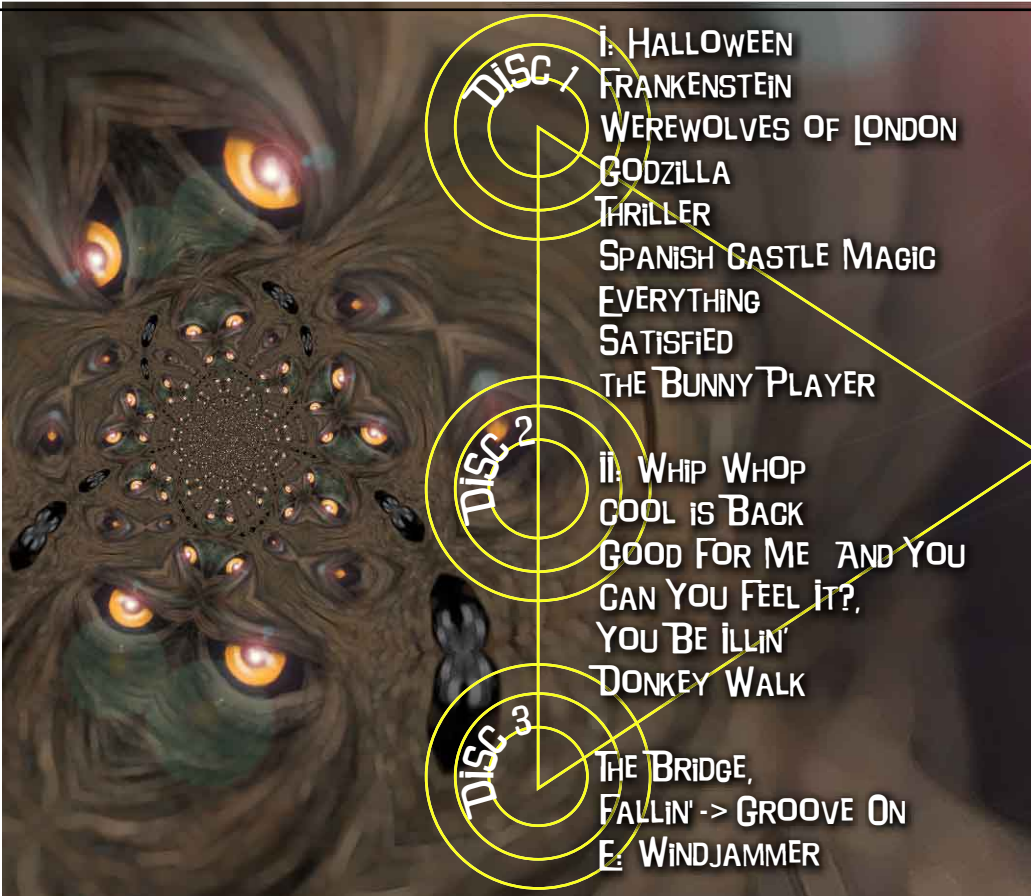 Disc 1
I: Halloween
Frankenstein
Werewolves of London
Godzilla
Thriller
Spanish Castle Magic
Everything
Satisfied
The Bunny Player
Disc 2
II: Whip Whop
Cool is Back
Good For Me And You
Can You Feel It?,
You Be Illin'
Donkey Walk
Disc 3
The Bridge,
Fallin' -> Groove On
E: Windjammer